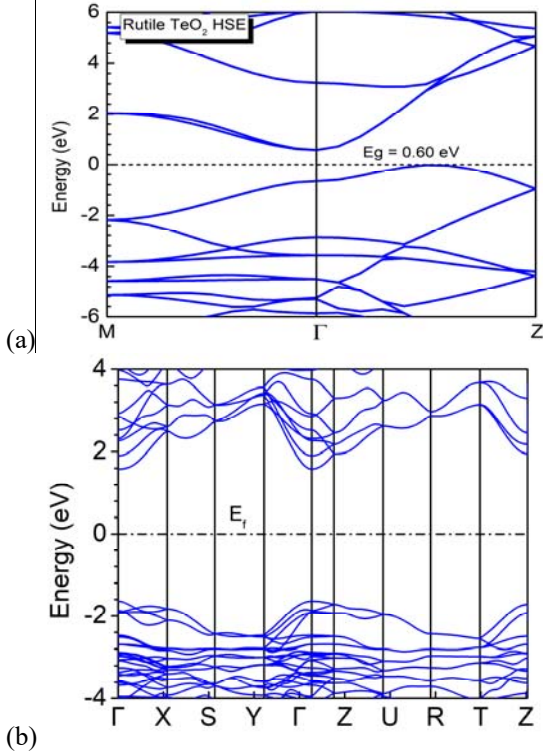 Rutile TeO₂ HSE
6
4
2
0
-2
-4
-6
Energy (eV)
Eg = 0.60 eV
M Γ Z
(a)
4
2
0
-2
-4
Energy (eV)
E_f
Γ X S Y Γ Z U R T Z
(b)